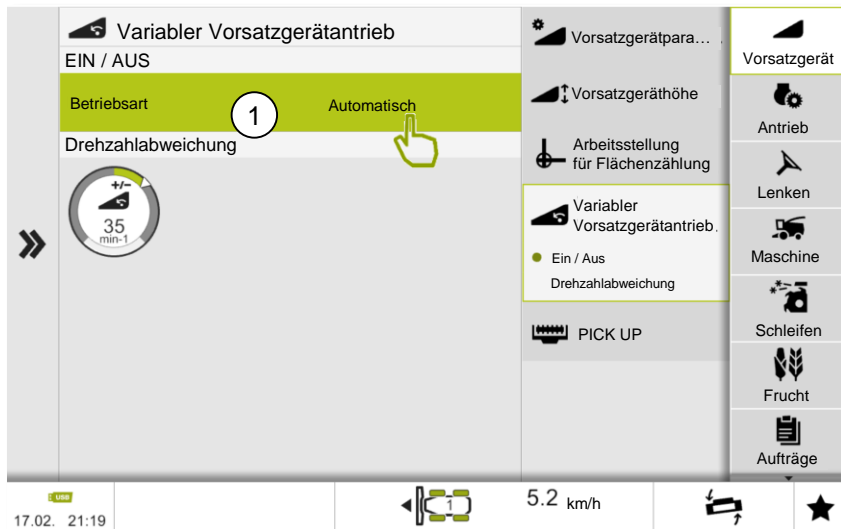 Variabler Vorsatzgerätantrieb
EIN / AUS
Betriebsart
1
Automatisch
Drehzahlabweichung
+/-
35
min-1
Vorsatzgerätpara… .
Vorsatzgeräthöhe
Arbeitsstellung
für Flächenzählung
Variabler
Vorsatzgerätantrieb.
Ein / Aus
Drehzahlabweichung
PICK UP
Vorsatzgerät
Antrieb
Lenken
Maschine
Schleifen
Frucht
Aufträge
USB
17.02. 21:19
1
5.2 km/h